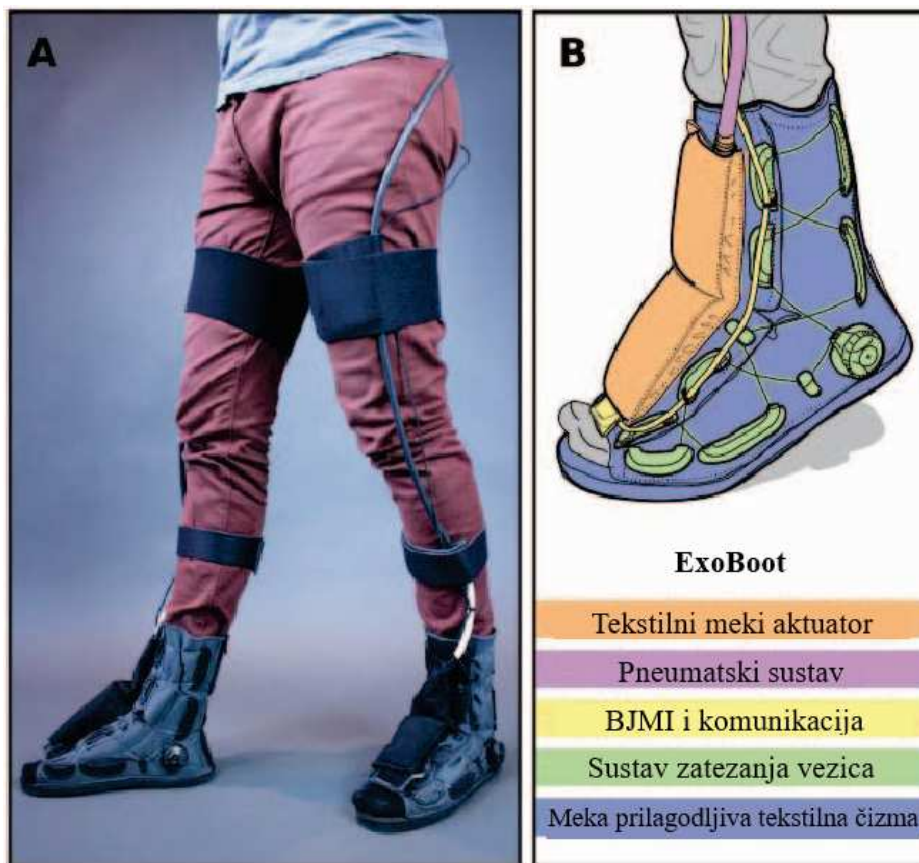 A
B
ExoBoot
Tekstilni meki aktuator
Pneumatski sustav
BJMI i komunikacija
Sustav zatezanja vezica
Meka prilagodljiva tekstilna čizma